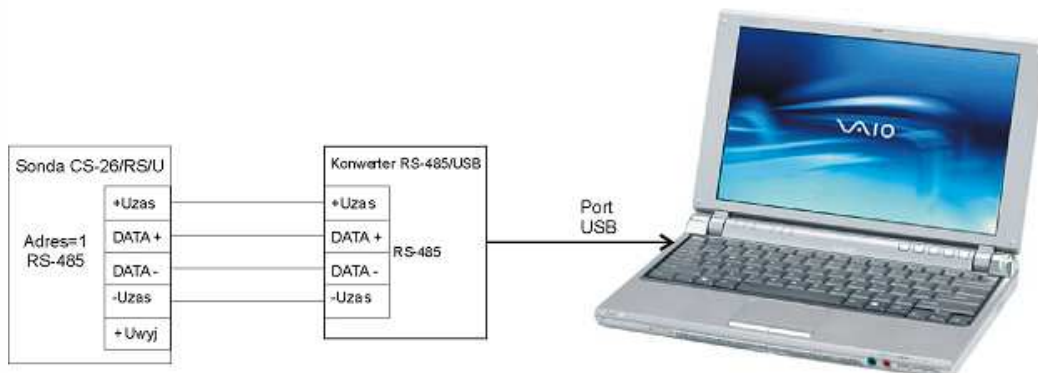 Sonda CS-26/RS/U
Adres=1
RS-485
+Uzas
DATA+
DATA-
-Uzas
+Uwyj
Konwerter RS-485/USB
+Uzas
DATA+
DATA-
-Uzas
RS-485
Port
USB
VAIO